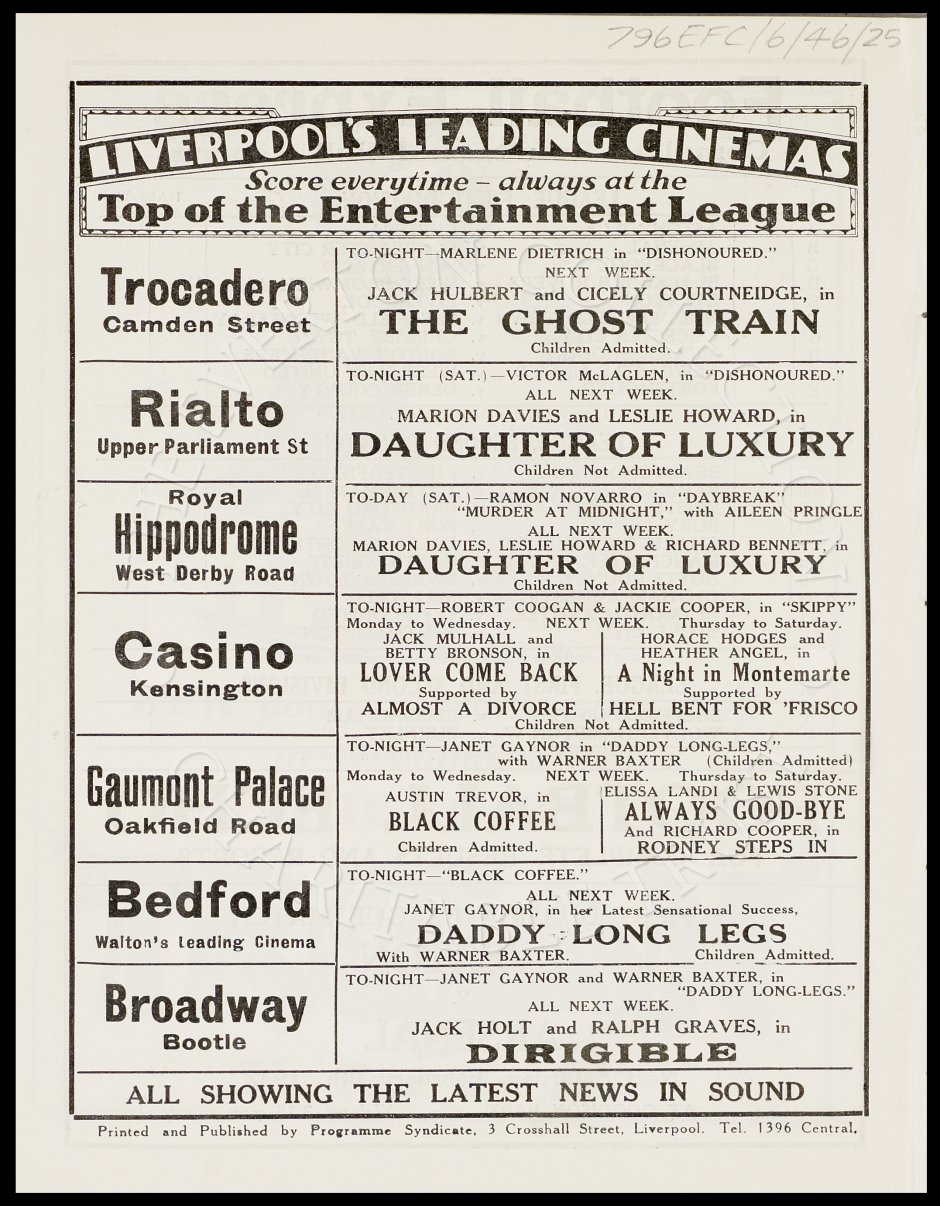 796EFC/6/46/25
LIVERPOOL'S LEADING CINEMAS
Score everytime – always at the
Top of the Entertainment League
Trocadero
Camden Street
TO-NIGHT—MARLENE DIETRICH in "DISHONOURED."
NEXT WEEK.
JACK HULBERT and CICELY COURTNEIDGE, in
THE GHOST TRAIN
Children Admitted.
Rialto
Upper Parliament St
TO-NIGHT (SAT.)—VICTOR McLAGLEN, in "DISHONOURED."
ALL NEXT WEEK.
MARION DAVIES and LESLIE HOWARD, in
DAUGHTER OF LUXURY
Children Not Admitted.
Royal
Hippodrome
West Derby Road
TO-DAY (SAT.)—RAMON NOVARRO in "DAYBREAK"
"MURDER AT MIDNIGHT," with AILEEN PRINGLE
ALL NEXT WEEK.
MARION DAVIES, LESLIE HOWARD & RICHARD BENNETT, in
DAUGHTER OF LUXURY
Children Not Admitted.
Casino
Kensington
TO-NIGHT—ROBERT COOGAN & JACKIE COOPER, in "SKIPPY"
Monday to Wednesday. NEXT WEEK. Thursday to Saturday.
JACK MULHALL and
BETTY BRONSON, in
LOVER COME BACK
Supported by
ALMOST A DIVORCE
HORACE HODGES and
HEATHER ANGEL, in
A Night in Montemarte
Supported by
HELL BENT FOR 'FRISCO
Children Not Admitted.
Gaumont Palace
Oakfield Road
TO-NIGHT—JANET GAYNOR in "DADDY LONG-LEGS,"
with WARNER BAXTER (Children Admitted)
Monday to Wednesday. NEXT WEEK. Thursday to Saturday.
AUSTIN TREVOR, in
BLACK COFFEE
Children Admitted.
ELISSA LANDI & LEWIS STONE
ALWAYS GOOD-BYE
And RICHARD COOPER, in
RODNEY STEPS IN
Bedford
Walton's Leading Cinema
TO-NIGHT—"BLACK COFFEE."
ALL NEXT WEEK.
JANET GAYNOR, in her Latest Sensational Success,
DADDY LONG LEGS
With WARNER BAXTER. Children Admitted.
Broadway
Bootle
TO-NIGHT—JANET GAYNOR and WARNER BAXTER, in
"DADDY LONG-LEGS."
ALL NEXT WEEK.
JACK HOLT and RALPH GRAVES, in
DIRIGIBLE
ALL SHOWING THE LATEST NEWS IN SOUND
Printed and Published by Programme Syndicate, 3 Crosshall Street, Liverpool. Tel. 1396 Central.
THE EVERTON COLLECTION
CHARITABLE TRUST